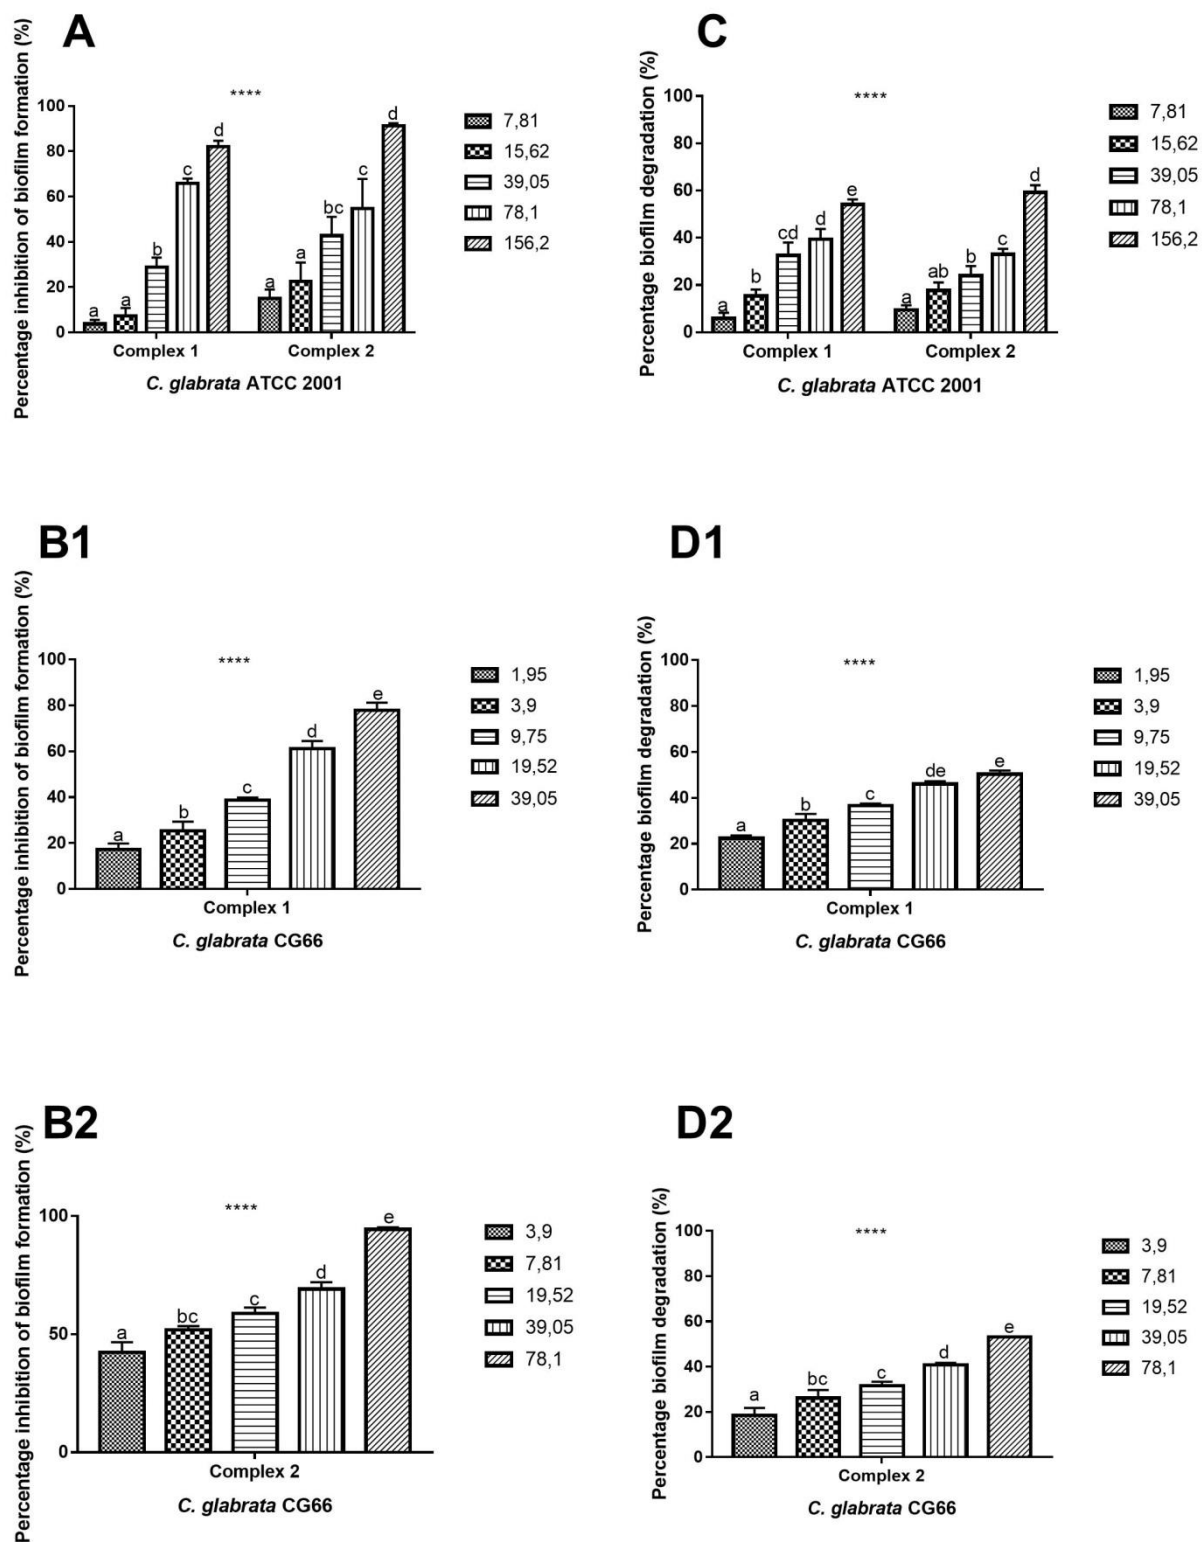 A
Percentage inhibition of biofilm formation (%)
100
80
60
40
20
0
****
a
a
b
c
d
a
a
bc
c
d
Complex 1
Complex 2
C. glabrata ATCC 2001
7,81
15,62
39,05
78,1
156,2
C
Percentage biofilm degradation (%)
100
80
60
40
20
0
****
a
b
cd
d
e
a
ab
b
c
d
Complex 1
Complex 2
C. glabrata ATCC 2001
7,81
15,62
39,05
78,1
156,2
B1
Percentage inhibition of biofilm formation (%)
100
80
60
40
20
0
****
a
b
c
d
e
Complex 1
C. glabrata CG66
1,95
3,9
9,75
19,52
39,05
D1
Percentage biofilm degradation (%)
100
80
60
40
20
0
****
a
b
c
de
e
Complex 1
C. glabrata CG66
1,95
3,9
9,75
19,52
39,05
B2
Percentage inhibition of biofilm formation (%)
100
50
0
****
a
bc
c
d
e
Complex 2
C. glabrata CG66
3,9
7,81
19,52
39,05
78,1
D2
Percentage biofilm degradation (%)
100
80
60
40
20
0
****
a
bc
c
d
e
Complex 2
C. glabrata CG66
3,9
7,81
19,52
39,05
78,1